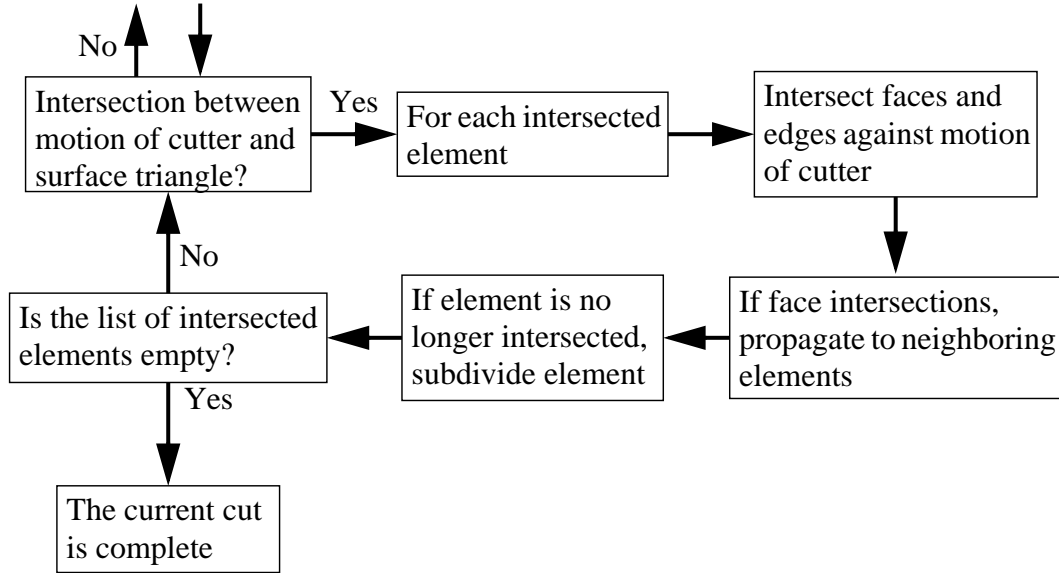 No
Intersection between
motion of cutter and
surface triangle?
Yes
For each intersected
element
Intersect faces and
edges against motion
of cutter
No
Is the list of intersected
elements empty?
If element is no
longer intersected,
subdivide element
If face intersections,
propagate to neighboring
elements
Yes
The current cut
is complete